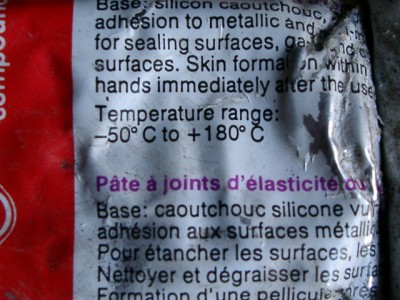 Base: silicon caoutchouc,
adhesion to metallic and
for sealing surfaces,
surfaces. Skin formation within
hands immediately after the use
Temperature range:
–50° C to +180° C
Pâte à joints d'élasticité
Base: caoutchouc silicone
adhésion aux surfaces
Pour étancher les surfaces, les
Nettoyer et dégraisser les
Formation d'une
compound